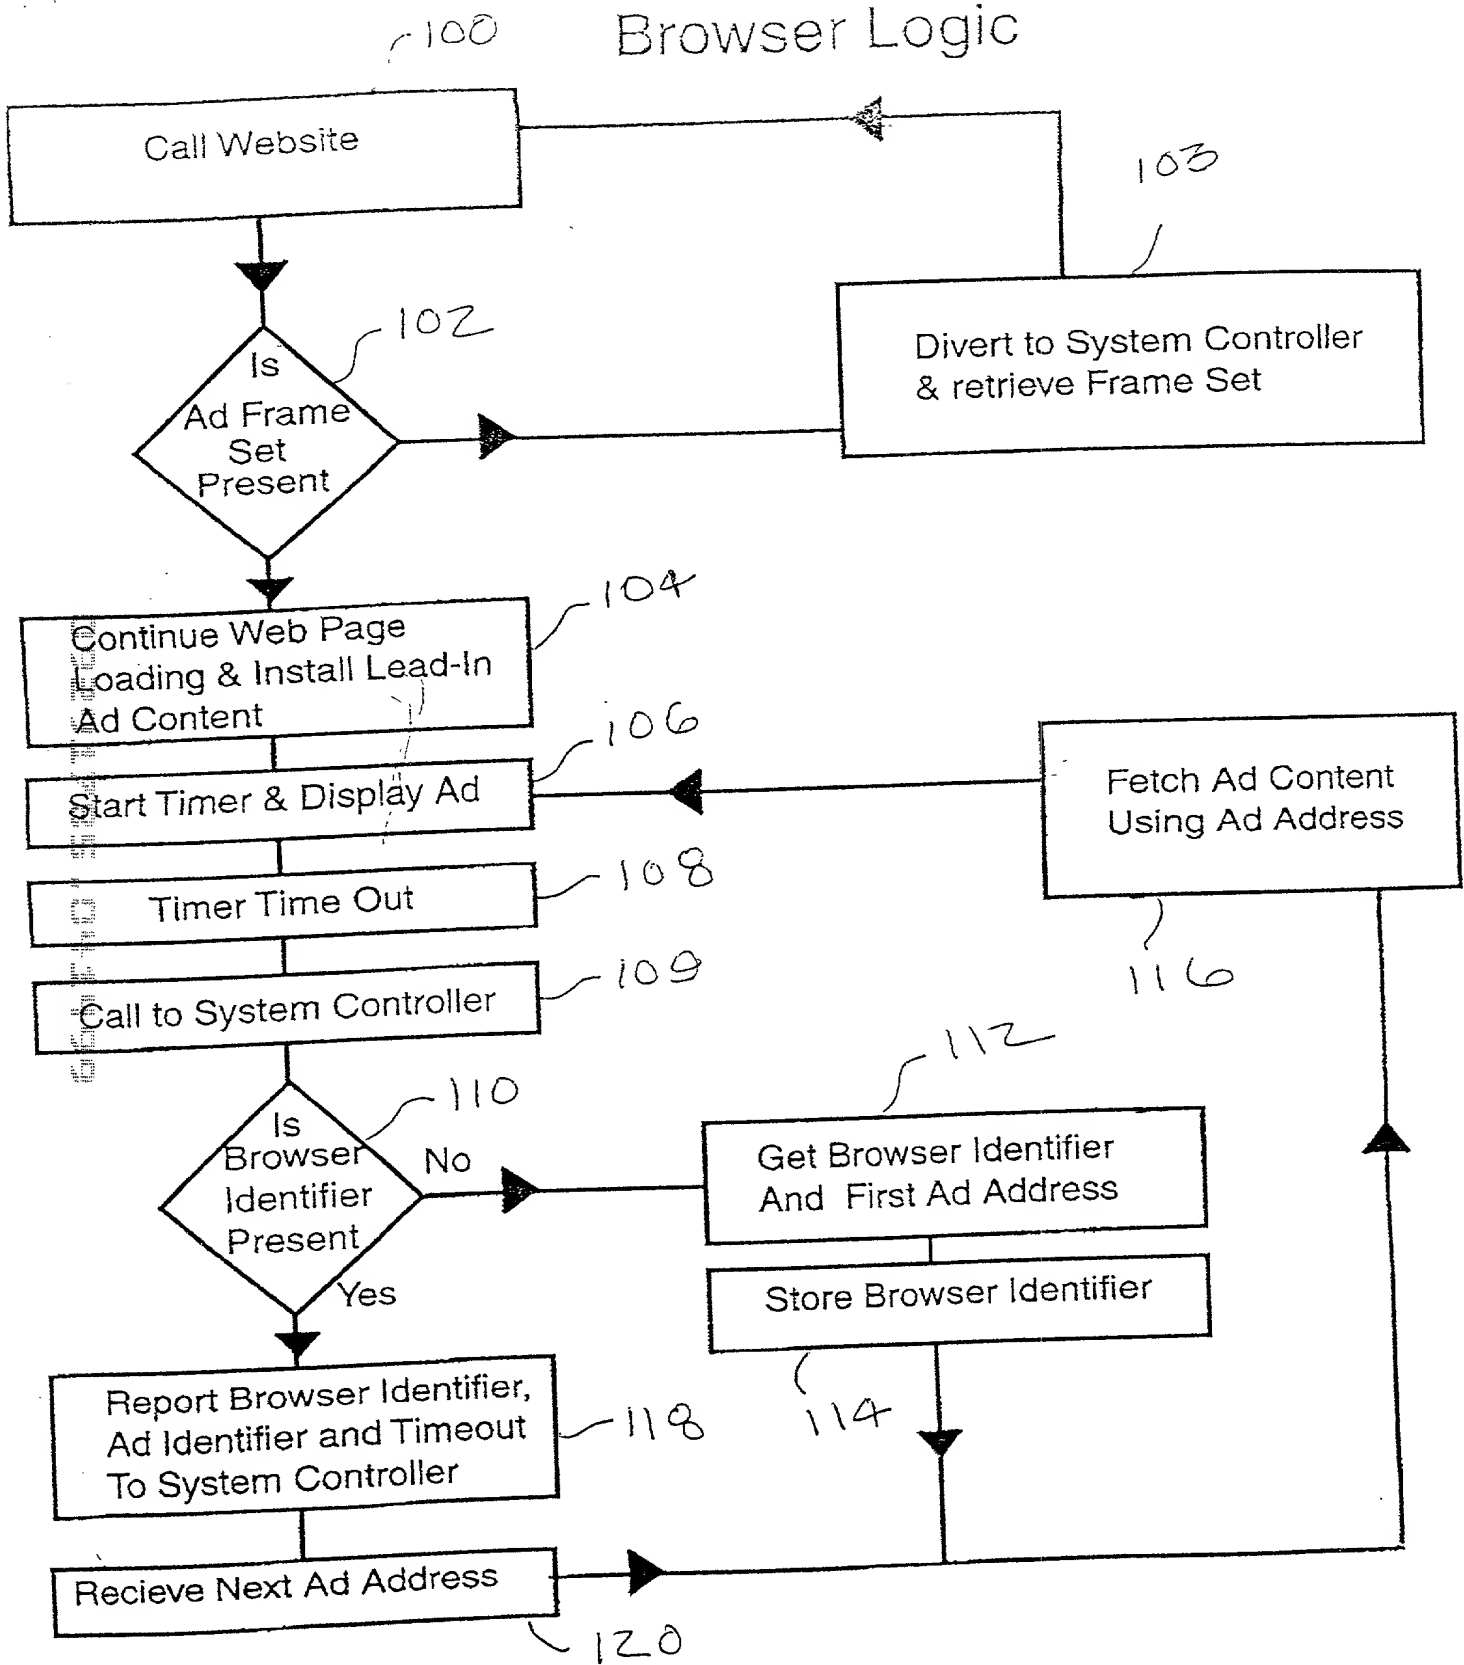 100
Browser Logic
Call Website
103
102
Divert to System Controller
& retrieve Frame Set
Is
Ad Frame
Set
Present
104
Continue Web Page
Loading & Install Lead-In
Ad Content
106
Start Timer & Display Ad
Fetch Ad Content
Using Ad Address
108
Timer Time Out
116
109
Call to System Controller
112
110
Is
Browser
Identifier
Present
No
Yes
Get Browser Identifier
And First Ad Address
Store Browser Identifier
114
Report Browser Identifier,
Ad Identifier and Timeout
To System Controller
118
Recieve Next Ad Address
120